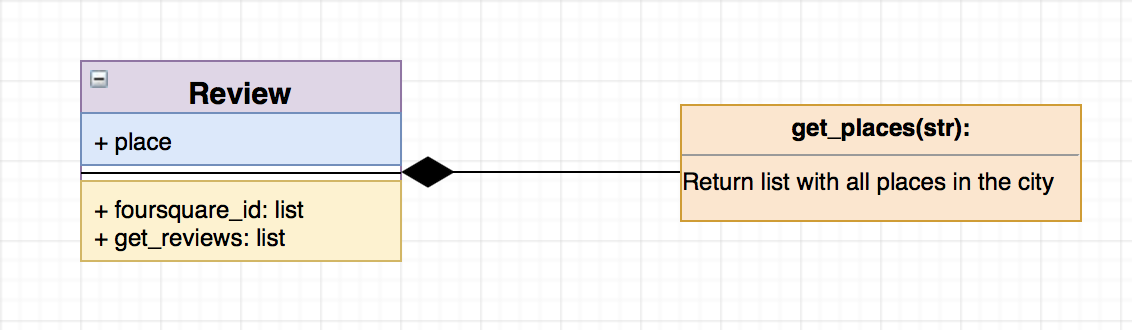 Review
+ place
+ foursquare_id: list
+ get_reviews: list
get_places(str):
Return list with all places in the city